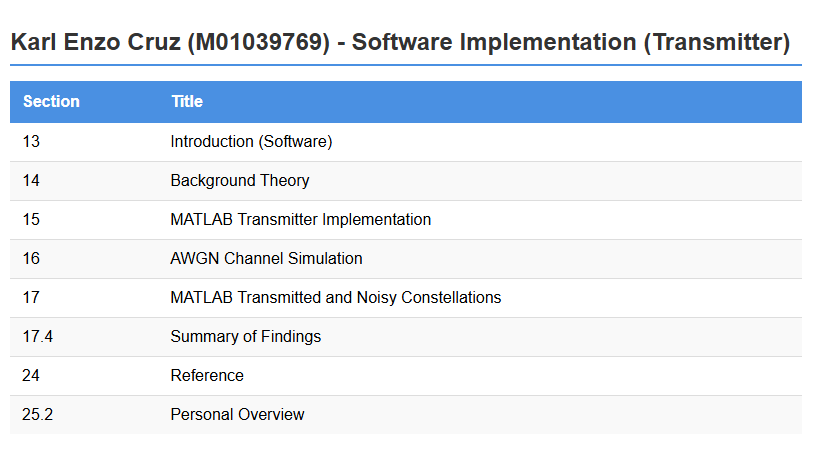 Karl Enzo Cruz (M01039769) - Software Implementation (Transmitter)
Section Title
13 Introduction (Software)
14 Background Theory
15 MATLAB Transmitter Implementation
16 AWGN Channel Simulation
17 MATLAB Transmitted and Noisy Constellations
17.4 Summary of Findings
24 Reference
25.2 Personal Overview